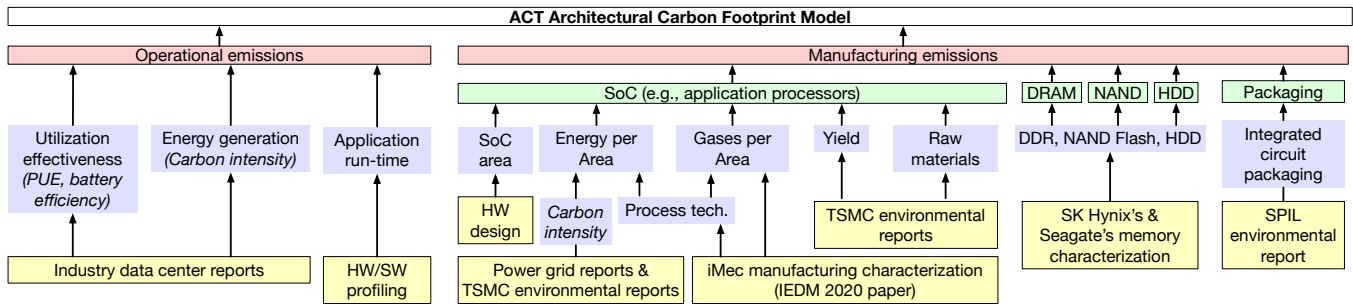 ACT Architectural Carbon Footprint Model
Operational emissions
Manufacturing emissions
SoC (e.g., application processors)
DRAM
NAND
HDD
Packaging
Utilization
effectiveness
(PUE, battery
efficiency)
Energy generation
(Carbon intensity)
Application
run-time
SoC
area
Energy per
Area
Gases per
Area
Yield
Raw
materials
DDR, NAND Flash, HDD
Integrated
circuit
packaging
HW
design
Carbon
intensity
Process tech.
TSMC environmental
reports
SK Hynix's &
Seagate's memory
characterization
SPIL
environmental
report
Industry data center reports
HW/SW
profiling
Power grid reports &
TSMC environmental reports
iMec manufacturing characterization
(IEDM 2020 paper)